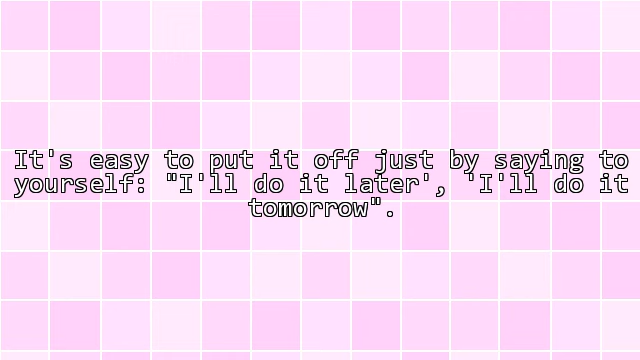 It's easy to put it off just by saying to
yourself: "I'll do it later', 'I'll do it
tomorrow".